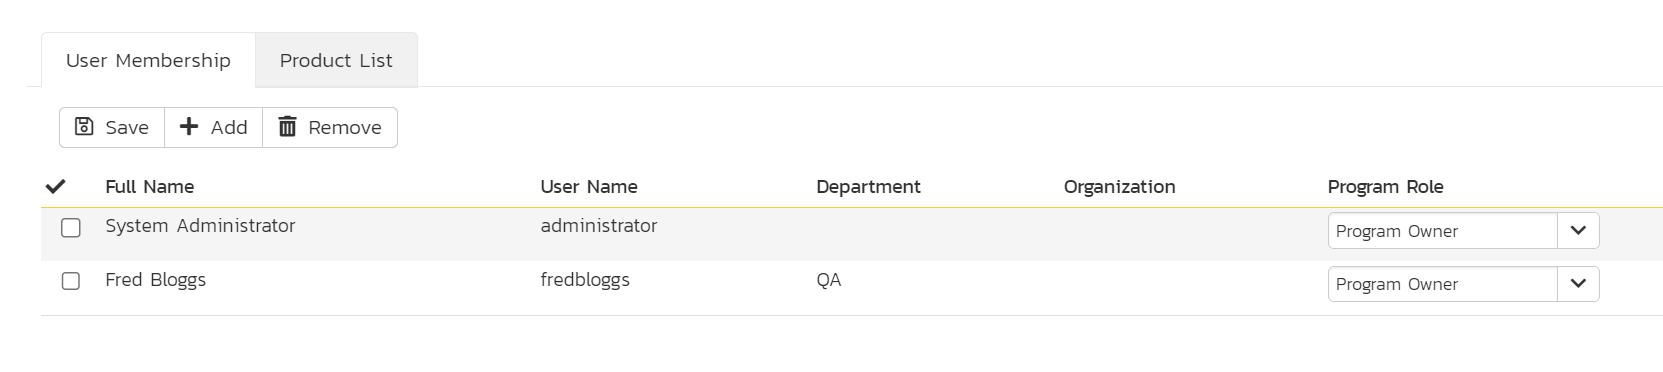 User Membership Product List
Save Add Remove
Full Name User Name Department Organization Program Role
System Administrator administrator Program Owner
Fred Bloggs fredbloggs QA Program Owner